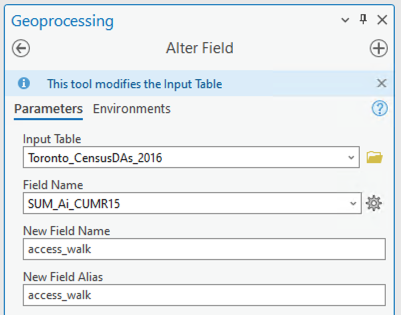 Geoprocessing
Alter Field
This tool modifies the Input Table
Parameters Environments
Input Table
Toronto_CensusDAs_2016
Field Name
SUM_Ai_CUMR15
New Field Name
access_walk
New Field Alias
access_walk